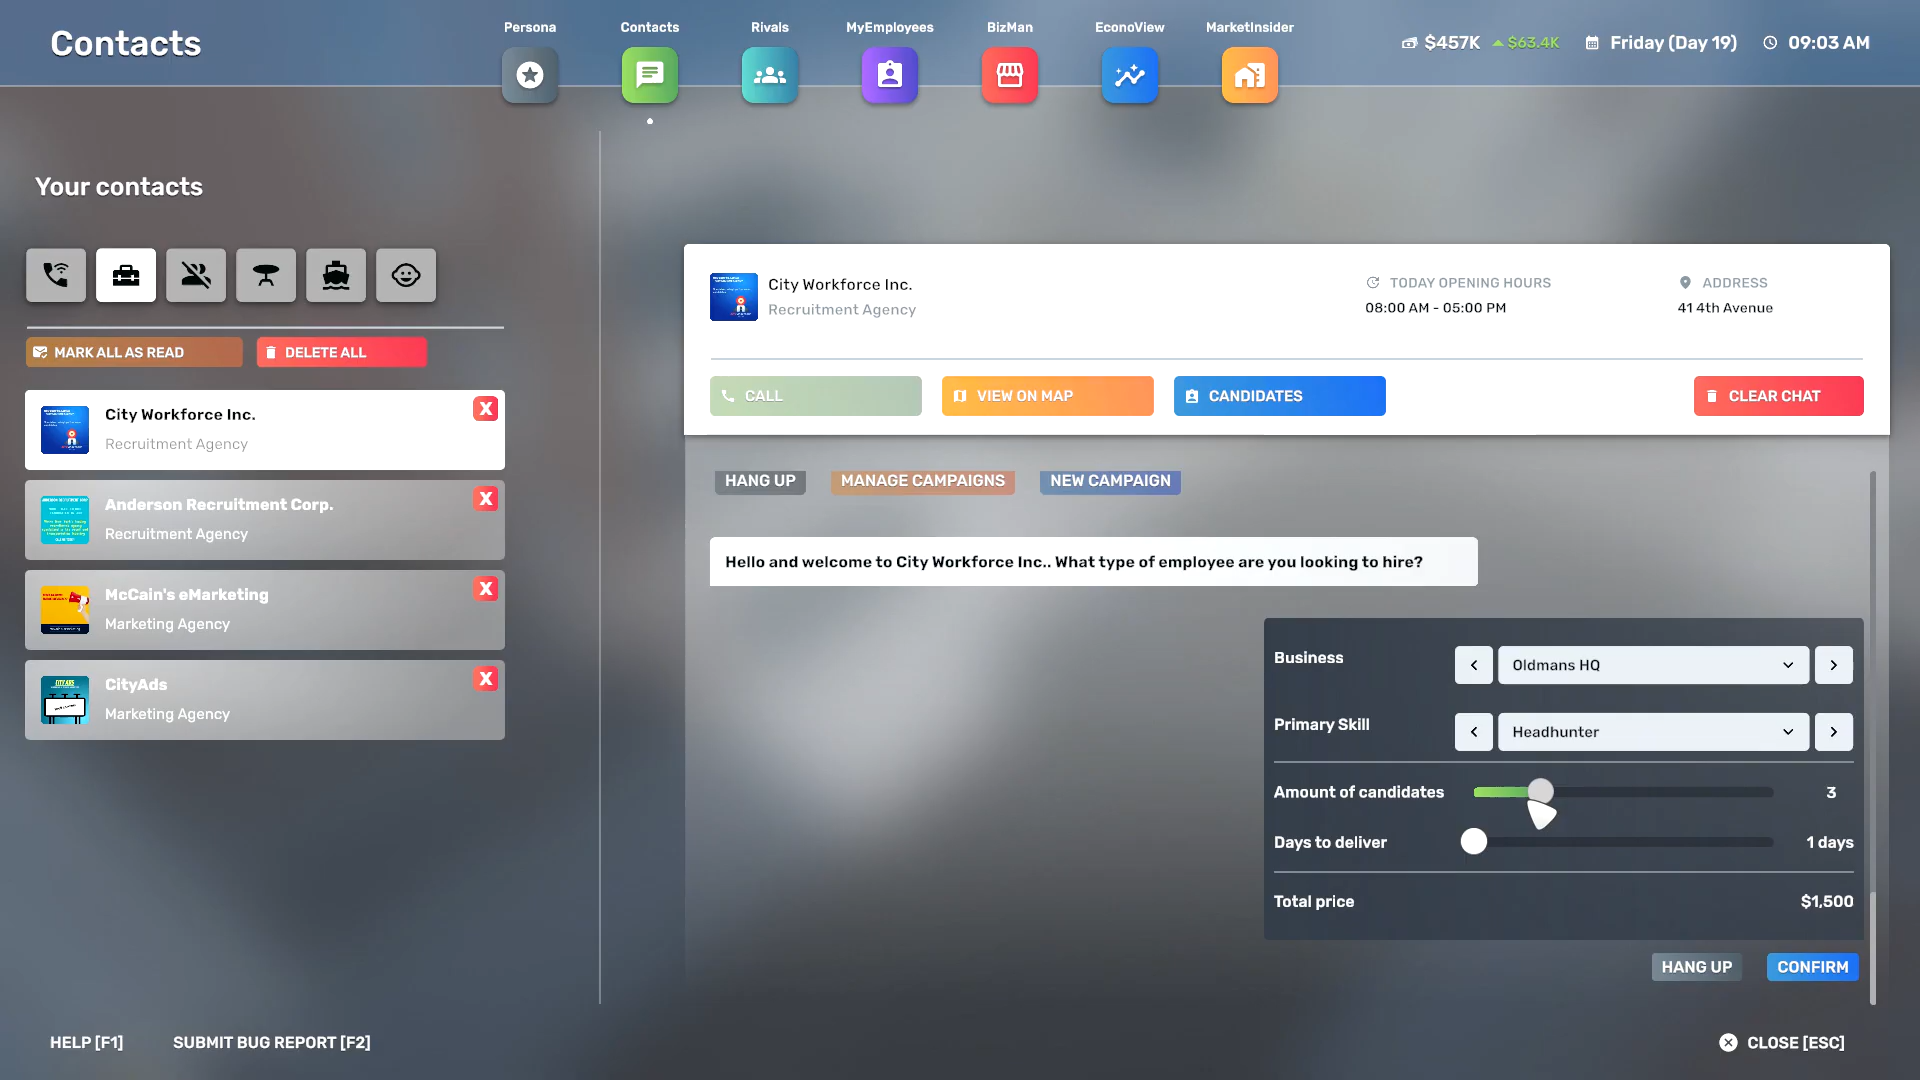 Contacts
Persona
Contacts
Rivals
MyEmployees
BizMan
EconoView
MarketInsider
$457K
$63.4K
Friday (Day 19)
09:03 AM
Your contacts
MARK ALL AS READ
DELETE ALL
City Workforce Inc.
Recruitment Agency
X
Anderson Recruitment Corp.
Recruitment Agency
X
McCain's eMarketing
Marketing Agency
X
CityAds
Marketing Agency
X
City Workforce Inc.
Recruitment Agency
TODAY OPENING HOURS
08:00 AM - 05:00 PM
ADDRESS
41 4th Avenue
CALL
VIEW ON MAP
CANDIDATES
CLEAR CHAT
HANG UP
MANAGE CAMPAIGNS
NEW CAMPAIGN
Hello and welcome to City Workforce Inc.. What type of employee are you looking to hire?
Business
Oldmans HQ
Primary Skill
Headhunter
Amount of candidates
3
Days to deliver
1 days
Total price
$1,500
HANG UP
CONFIRM
HELP [F1]
SUBMIT BUG REPORT [F2]
CLOSE [ESC]